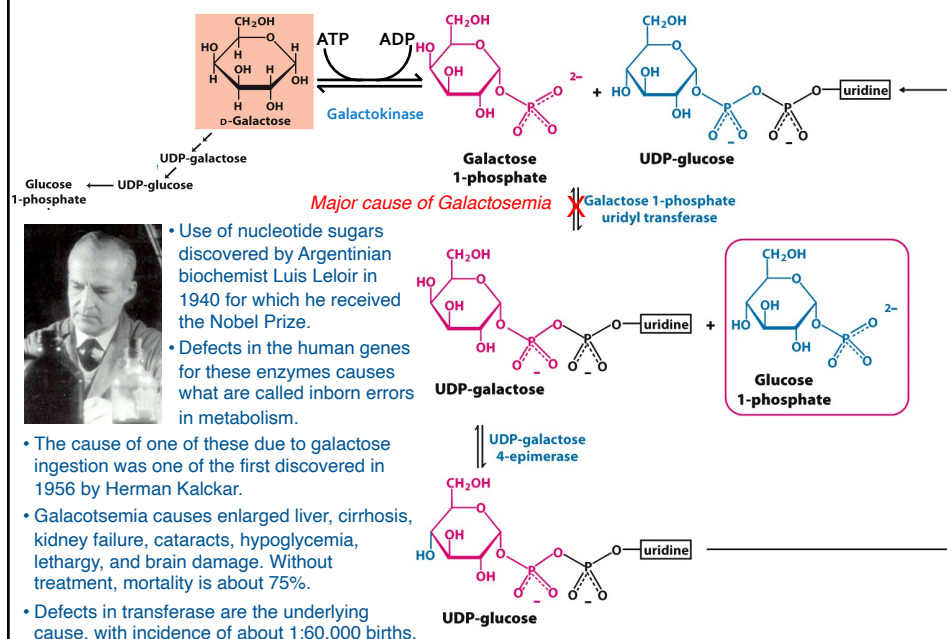 CH₂OH
O
HO
H
H
H
OH
H
OH
H
OH
D-Galactose
ATP
ADP
Galactokinase
CH₂OH
O
HO
OH
O
OH
P
O
2–
O
O
Galactose
1-phosphate
+
CH₂OH
O
OH
HO
O
OH
P
O
P
O
uridine
O
O
O
O
–
–
UDP-glucose
UDP-galactose
UDP-glucose
Glucose
1-phosphate
Major cause of Galactosemia
X
Galactose 1-phosphate
uridyl transferase
• Use of nucleotide sugars
discovered by Argentinian
biochemist Luis Leloir in
1940 for which he received
the Nobel Prize.
• Defects in the human genes
for these enzymes causes
what are called inborn errors
in metabolism.
• The cause of one of these due to galactose
ingestion was one of the first discovered in
1956 by Herman Kalckar.
• Galacotsemia causes enlarged liver, cirrhosis,
kidney failure, cataracts, hypoglycemia,
lethargy, and brain damage. Without
treatment, mortality is about 75%.
• Defects in transferase are the underlying
cause, with incidence of about 1:60,000 births.
CH₂OH
O
HO
OH
O
OH
P
O
P
O
uridine
O
O
O
O
–
–
UDP-galactose
+
CH₂OH
O
OH
HO
O
OH
P
O
2–
O
O
Glucose
1-phosphate
UDP-galactose
4-epimerase
CH₂OH
O
OH
HO
O
OH
P
O
P
O
uridine
O
O
O
O
–
–
UDP-glucose